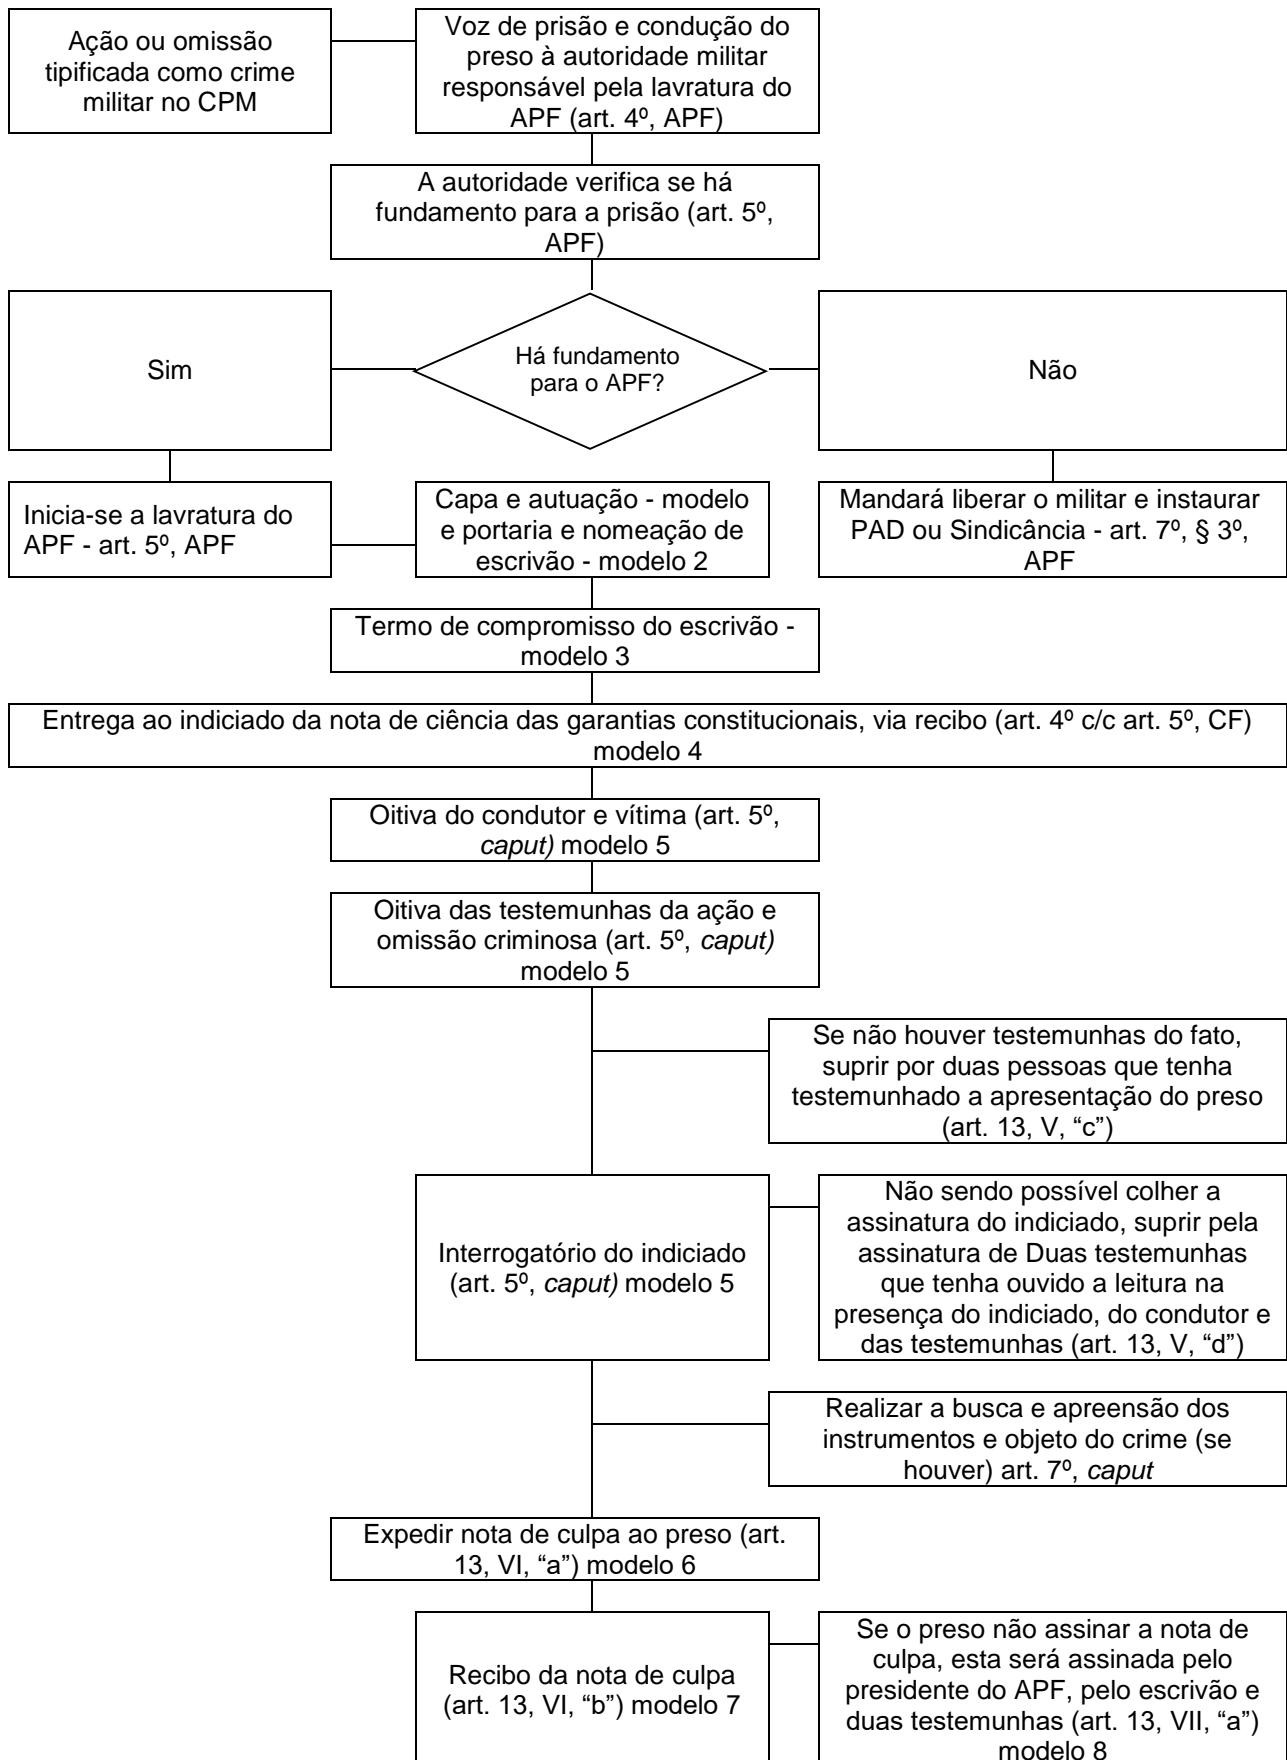 Ação ou omissão
tipificada como crime
militar no CPM
Voz de prisão e condução do
preso à autoridade militar
responsável pela lavratura do
APF (art. 4º, APF)
A autoridade verifica se há
fundamento para a prisão (art. 5º,
APF)
Sim
Há fundamento
para o APF?
Não
Inicia-se a lavratura do
APF - art. 5º, APF
Capa e autuação - modelo
e portaria e nomeação de
escrivão - modelo 2
Mandará liberar o militar e instaurar
PAD ou Sindicância - art. 7º, § 3º,
APF
Termo de compromisso do escrivão -
modelo 3
Entrega ao indiciado da nota de ciência das garantias constitucionais, via recibo (art. 4º c/c art. 5º, CF)
modelo 4
Oitiva do condutor e vítima (art. 5º,
caput) modelo 5
Oitiva das testemunhas da ação e
omissão criminosa (art. 5º, caput)
modelo 5
Se não houver testemunhas do fato,
suprir por duas pessoas que tenha
testemunhado a apresentação do preso
(art. 13, V, “c”)
Interrogatório do indiciado
(art. 5º, caput) modelo 5
Não sendo possível colher a
assinatura do indiciado, suprir pela
assinatura de Duas testemunhas
que tenha ouvido a leitura na
presença do indiciado, do condutor e
das testemunhas (art. 13, V, “d”)
Realizar a busca e apreensão dos
instrumentos e objeto do crime (se
houver) art. 7º, caput
Expedir nota de culpa ao preso (art.
13, VI, “a”) modelo 6
Recibo da nota de culpa
(art. 13, VI, “b”) modelo 7
Se o preso não assinar a nota de
culpa, esta será assinada pelo
presidente do APF, pelo escrivão e
duas testemunhas (art. 13, VII, “a”)
modelo 8